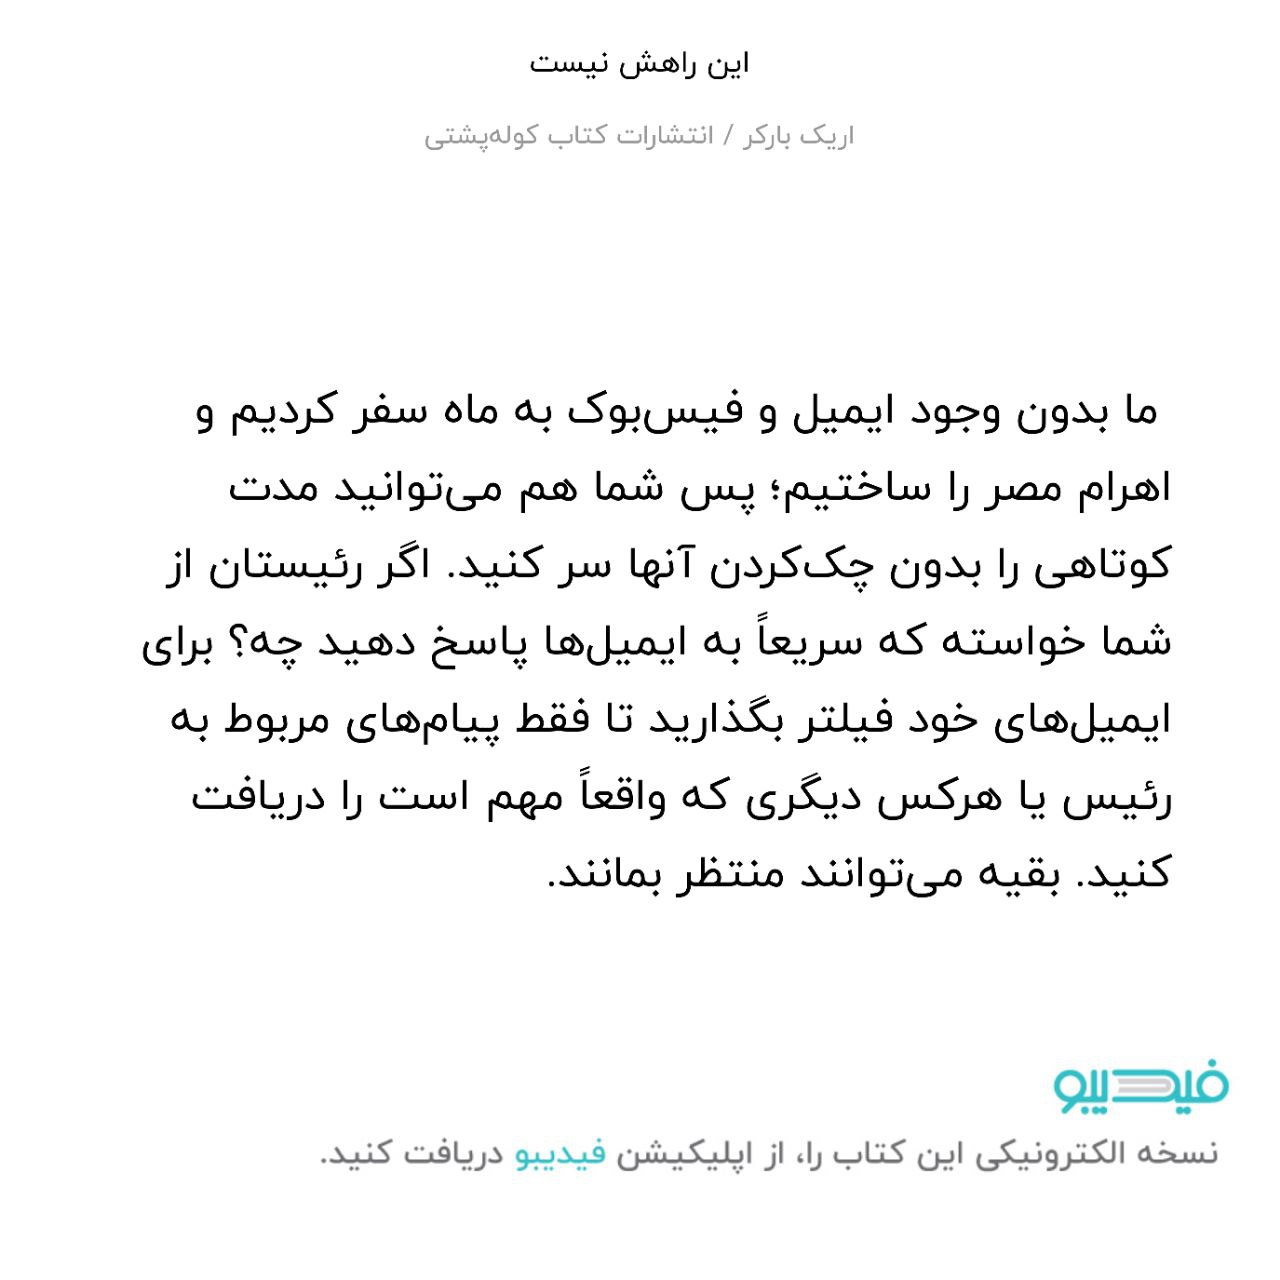 این راهش نیست
اریک بارکر / انتشارات کتاب کوله‌پشتی
ما بدون وجود ایمیل و فیس‌بوک به ماه سفر کردیم و
اهرام مصر را ساختیم؛ پس شما هم می‌توانید مدت
کوتاهی را بدون چک‌کردن آنها سر کنید. اگر رئیستان از
شما خواسته که سریعاً به ایمیل‌ها پاسخ دهید چه؟ برای
ایمیل‌های خود فیلتر بگذارید تا فقط پیام‌های مربوط به
رئیس یا هرکس دیگری که واقعاً مهم است را دریافت
کنید. بقیه می‌توانند منتظر بمانند.
فیدیبو
نسخه الکترونیکی این کتاب را، از اپلیکیشن فیدیبو دریافت کنید.